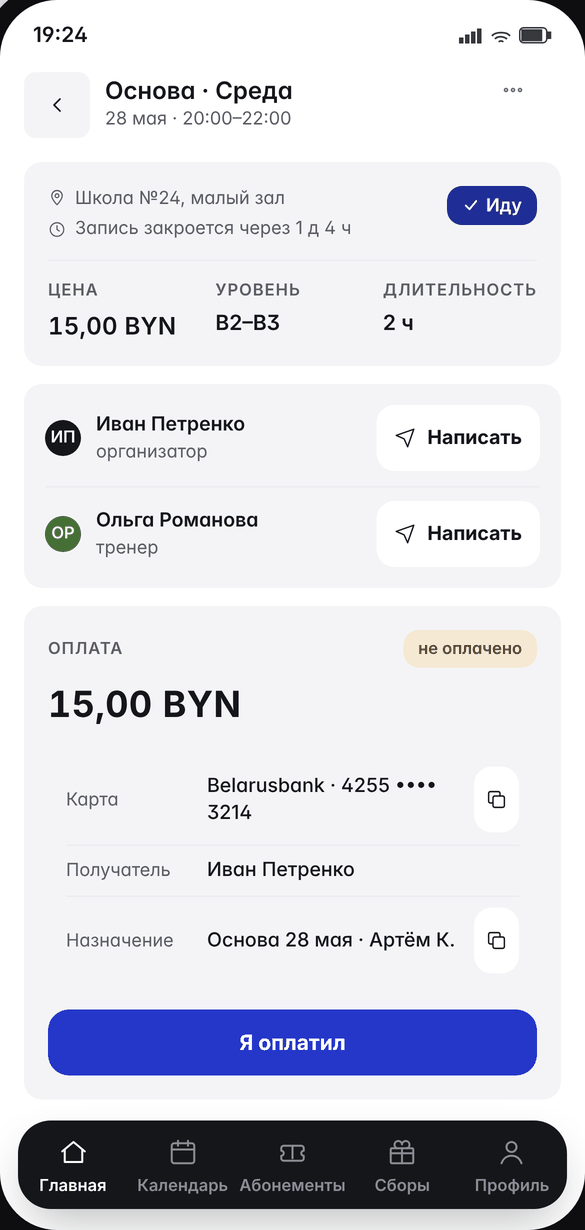 19:24
Основа · Среда
28 мая · 20:00–22:00
Школа №24, малый зал
Иду
Запись закроется через 1 д 4 ч
ЦЕНА
УРОВЕНЬ
ДЛИТЕЛЬНОСТЬ
15,00 BYN
B2–B3
2 ч
ИП
Иван Петренко
организатор
Написать
ОР
Ольга Романова
тренер
Написать
ОПЛАТА
не оплачено
15,00 BYN
Карта
Belarusbank · 4255 ••••
3214
Получатель
Иван Петренко
Назначение
Основа 28 мая · Артём К.
Я оплатил
Главная
Календарь
Абонементы
Сборы
Профиль